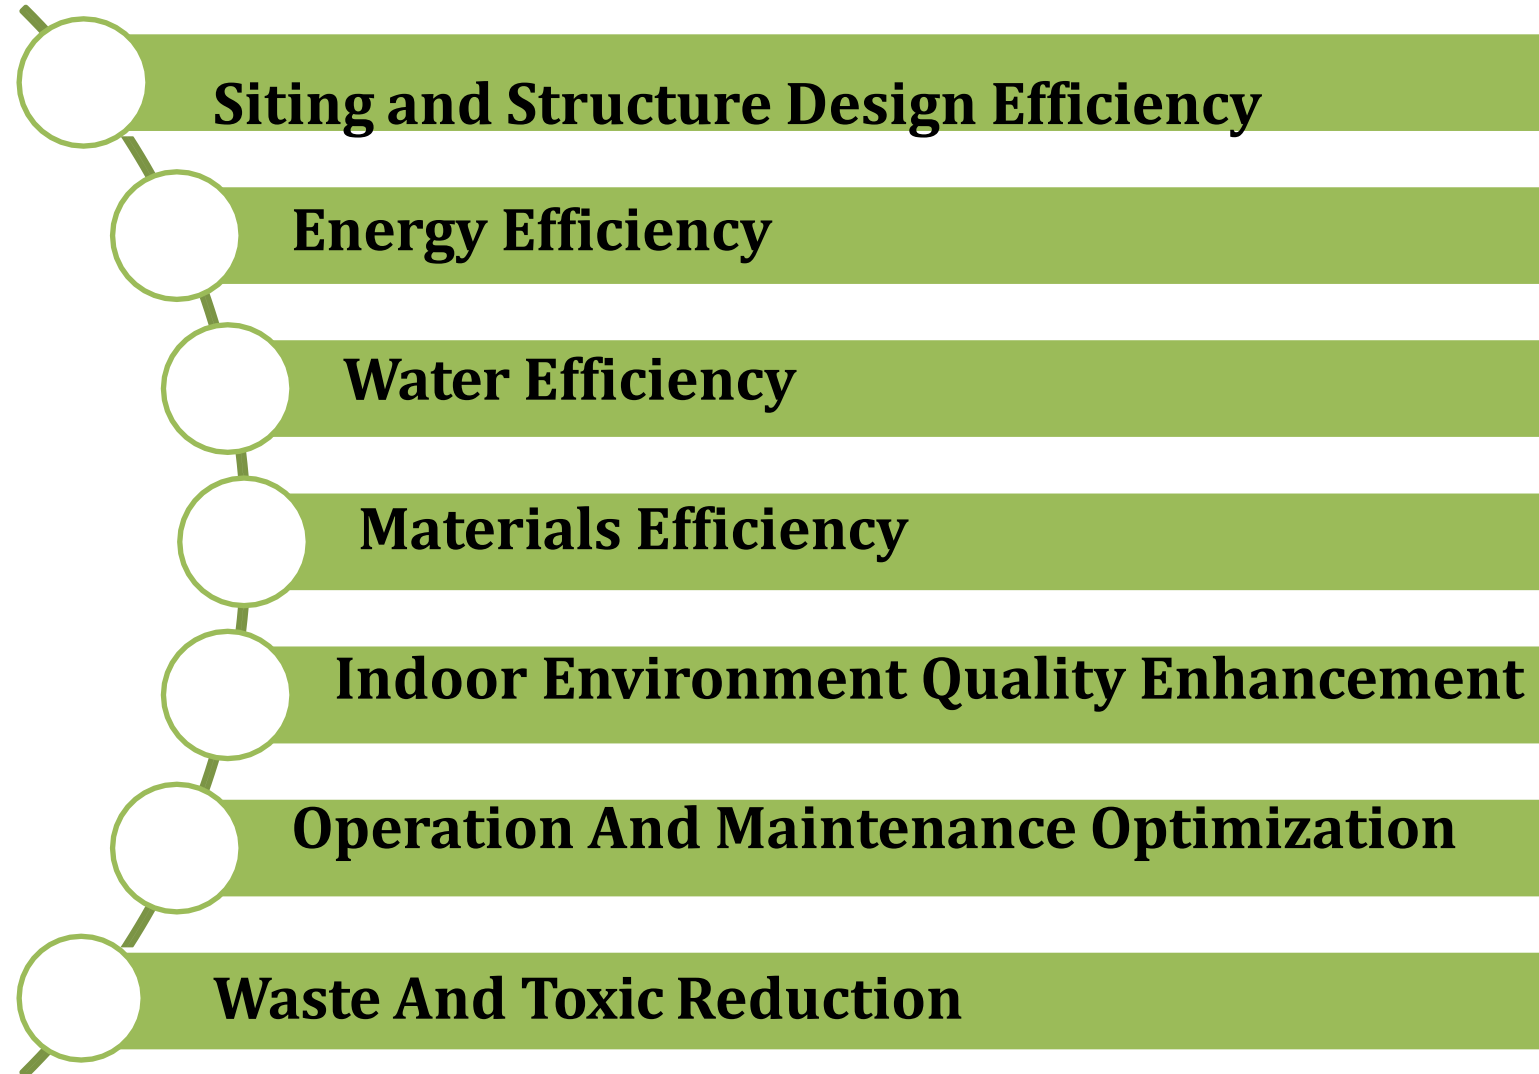 Siting and Structure Design Efficiency
Energy Efficiency
Water Efficiency
Materials Efficiency
Indoor Environment Quality Enhancement
Operation And Maintenance Optimization
Waste And Toxic Reduction